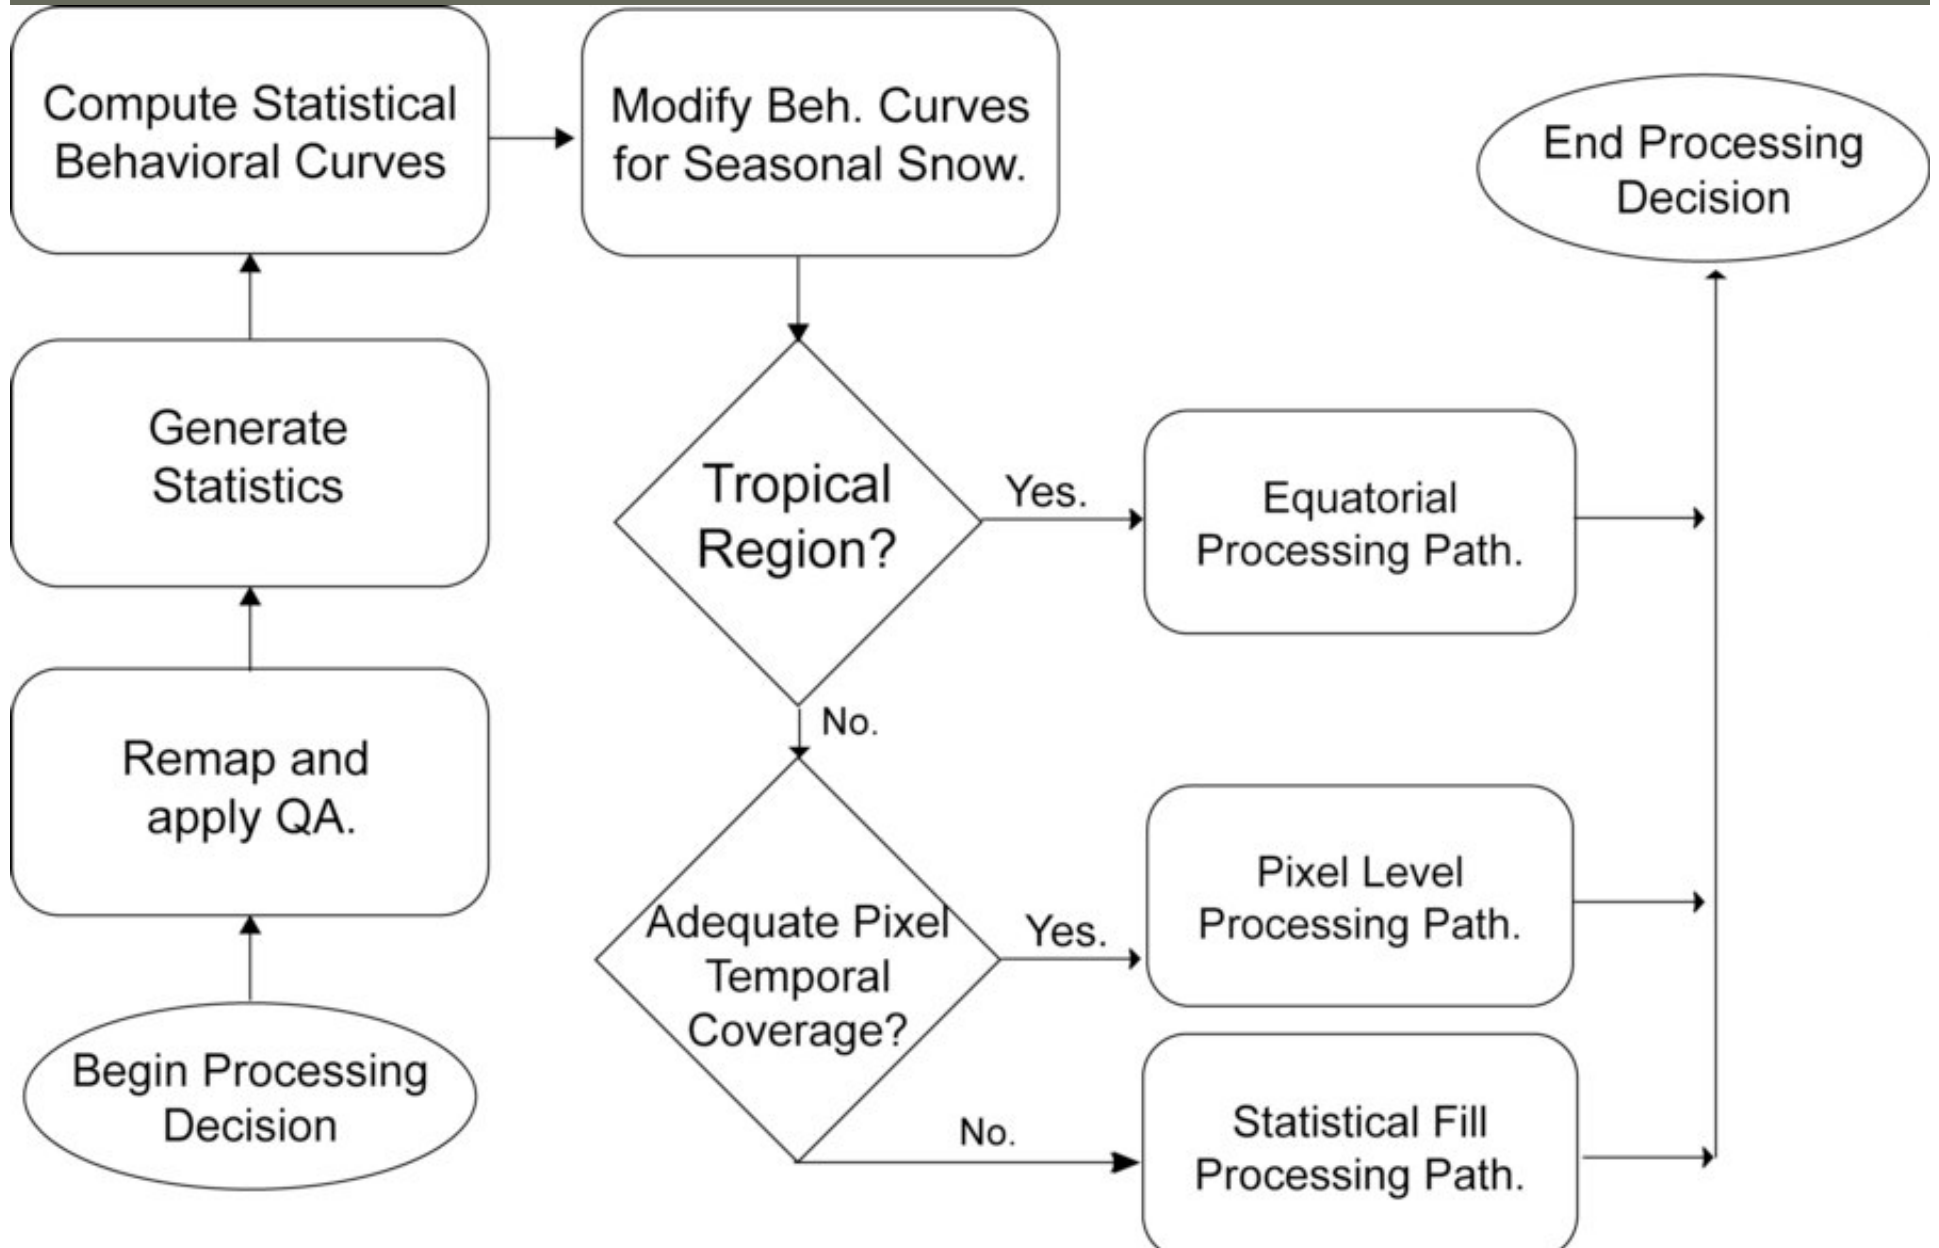 Compute Statistical
Behavioral Curves
Modify Beh. Curves
for Seasonal Snow.
End Processing
Decision
Generate
Statistics
Tropical
Region?
Yes.
Equatorial
Processing Path.
No.
Remap and
apply QA.
Adequate Pixel
Temporal
Coverage?
Yes.
Pixel Level
Processing Path.
Begin Processing
Decision
No.
Statistical Fill
Processing Path.